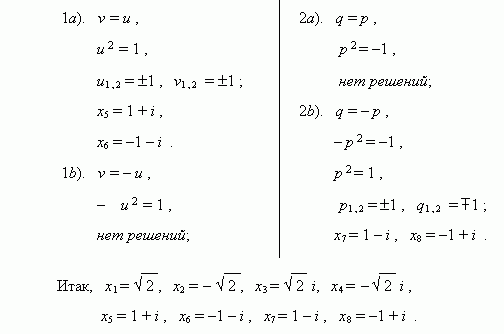 1a). v = u ,
u² = 1 ,
u₁,₂ = ±1 , v₁,₂ = ±1 ;
x₅ = 1 + i ,
x₆ = −1 − i .
1b). v = − u ,
− u² = 1 ,
нет решений;
2a). q = p ,
p² = −1 ,
нет решений;
2b). q = − p ,
− p² = −1 ,
p² = 1 ,
p₁,₂ = ±1 , q₁,₂ = ∓1 ;
x₇ = 1 − i , x₈ = −1 + i .
Итак, x₁ = √2 , x₂ = − √2 , x₃ = √2 i, x₄ = − √2 i ,
x₅ = 1 + i , x₆ = −1 − i , x₇ = 1 − i , x₈ = −1 + i .